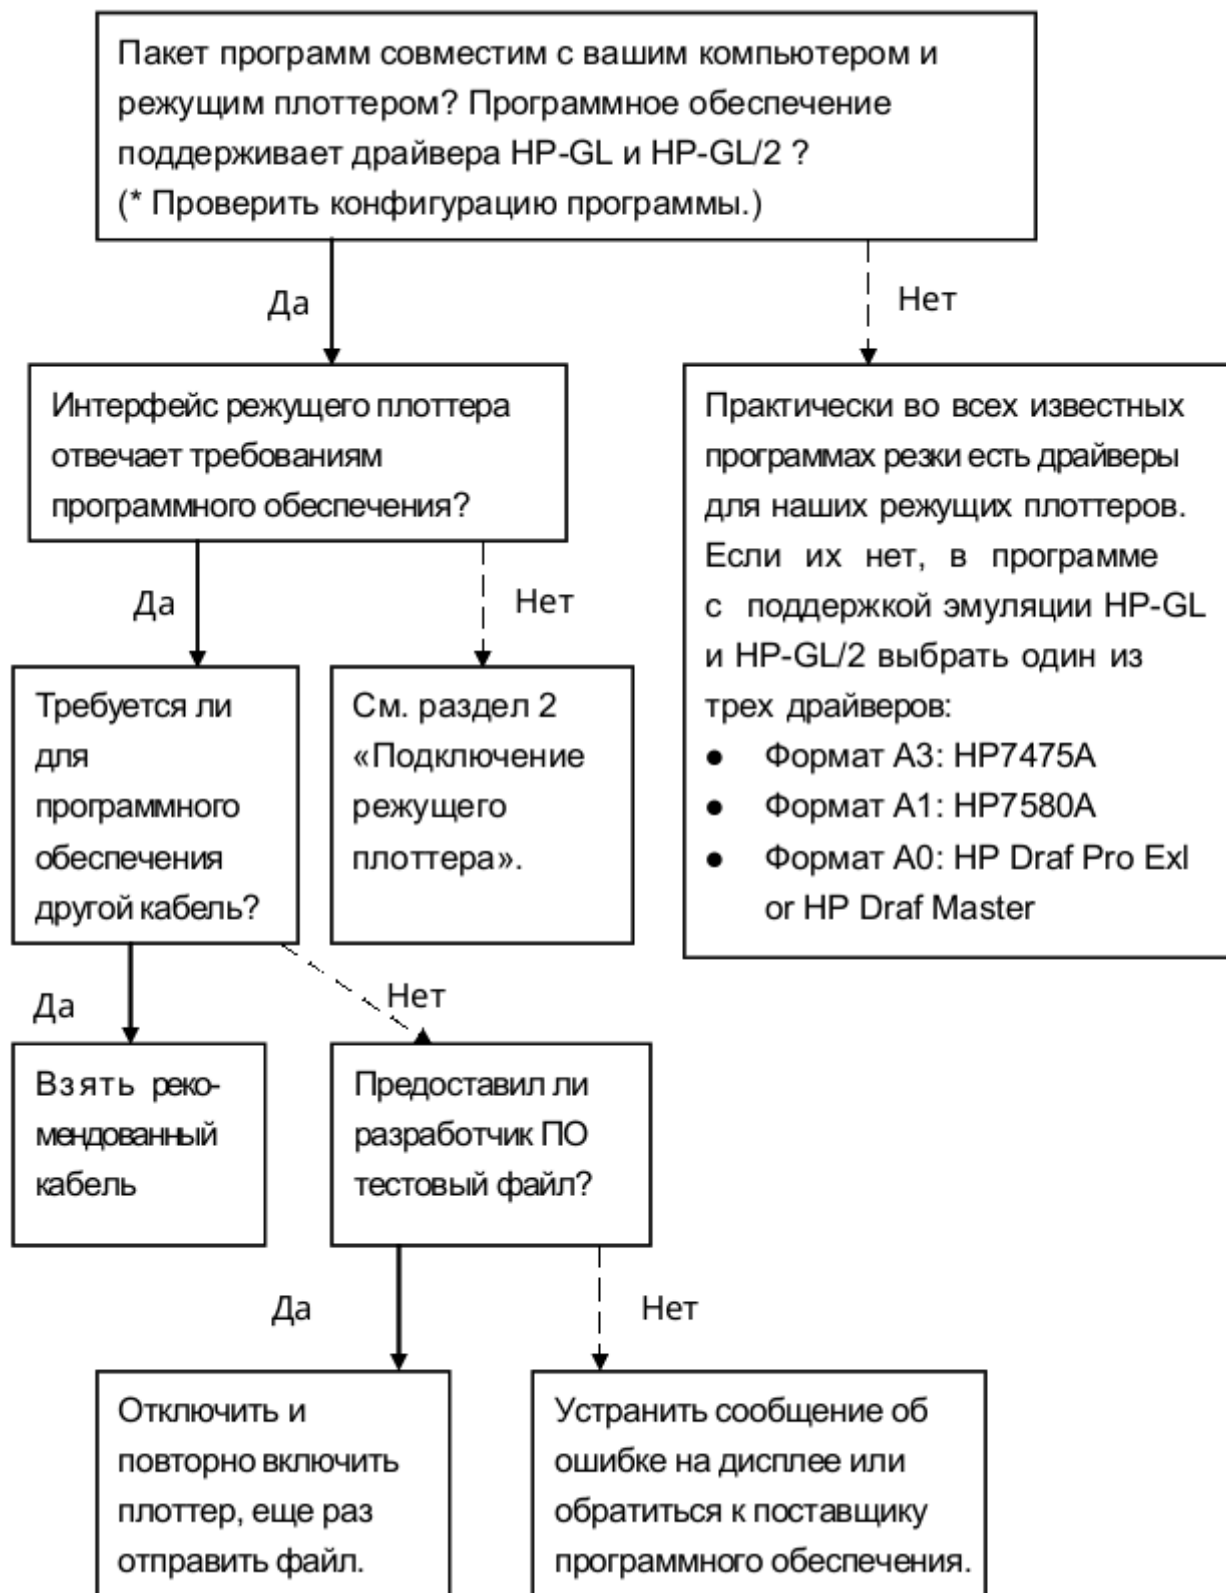 Пакет программ совместим с вашим компьютером и
режущим плоттером? Программное обеспечение
поддерживает драйвера HP-GL и HP-GL/2 ?
(* Проверить конфигурацию программы.)
Да
Нет
Интерфейс режущего плоттера
отвечает требованиям
программного обеспечения?
Практически во всех известных
программах резки есть драйверы
для наших режущих плоттеров.
Если их нет, в программе
с поддержкой эмуляции HP-GL
и HP-GL/2 выбрать один из
трех драйверов:
● Формат A3: HP7475A
● Формат A1: HP7580A
● Формат A0: HP Draf Pro Exl
or HP Draf Master
Да
Нет
Требуется ли
для
программного
обеспечения
другой кабель?
См. раздел 2
«Подключение
режущего
плоттера».
Да
Нет
Взять реко-
мендованный
кабель
Предоставил ли
разработчик ПО
тестовый файл?
Да
Нет
Отключить и
повторно включить
плоттер, еще раз
отправить файл.
Устранить сообщение об
ошибке на дисплее или
обратиться к поставщику
программного обеспечения.